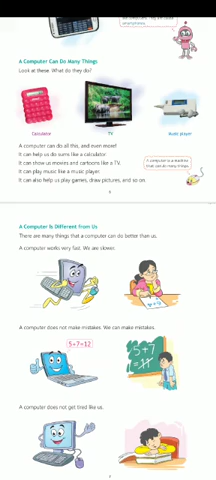 smartphones.
A Computer Can Do Many Things
Look at these. What do they do?
Calculator
TV
Music player
A computer can do all this, and even more!
It can help us do sums like a calculator.
It can show us movies and cartoons like a TV.
It can play music like a music player.
It can also help us play games, draw pictures, and so on.
A computer is a machine
that can do many things.
A Computer Is Different from Us
There are many things that a computer can do better than us.
A computer works very fast. We are slower.
A computer does not make mistakes. We can make mistakes.
5+7=12
5+7
=11
A computer does not get tired like us.